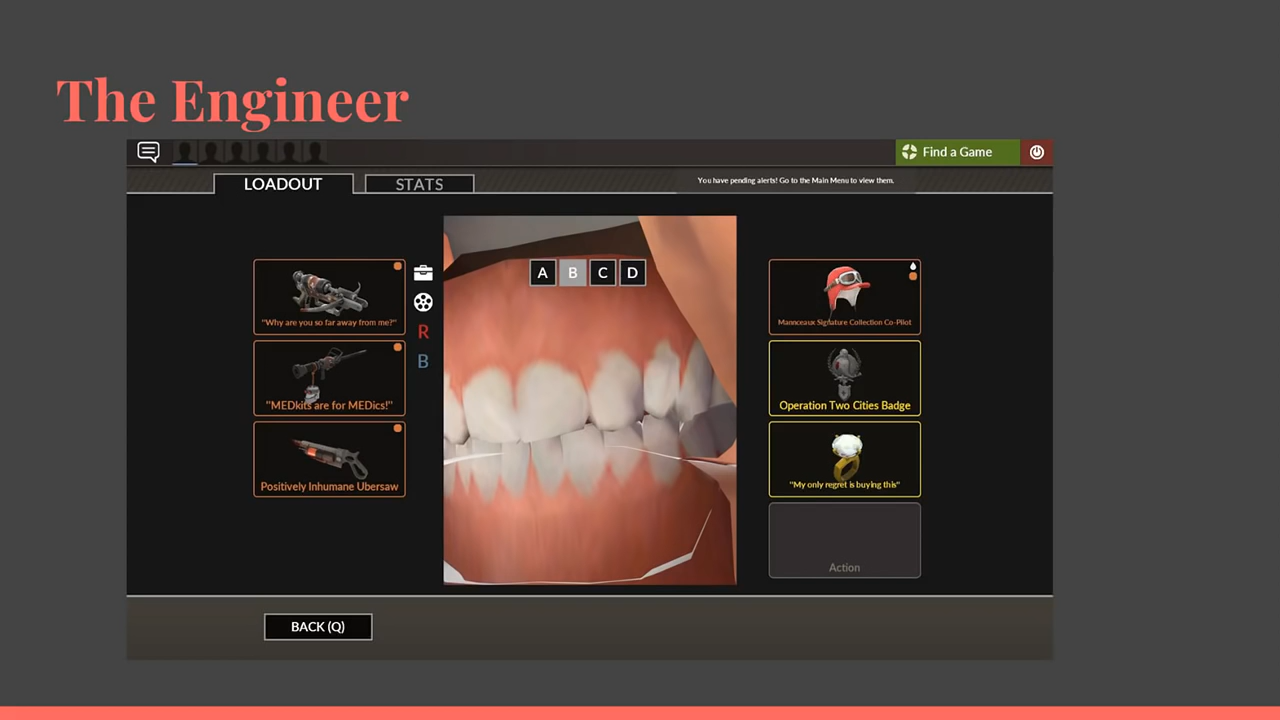 The Engineer
Find a Game
LOADOUT
STATS
You have pending alerts! Go to the Main Menu to view them.
A B C D
"Why are you so far away from me?"
R
B
"MEDkits are for MEDics!"
Positively Inhumane Ubersaw
Mannceaux Signature Collection Co-Pilot
Operation Two Cities Badge
"My only regret is buying this"
Action
BACK (Q)